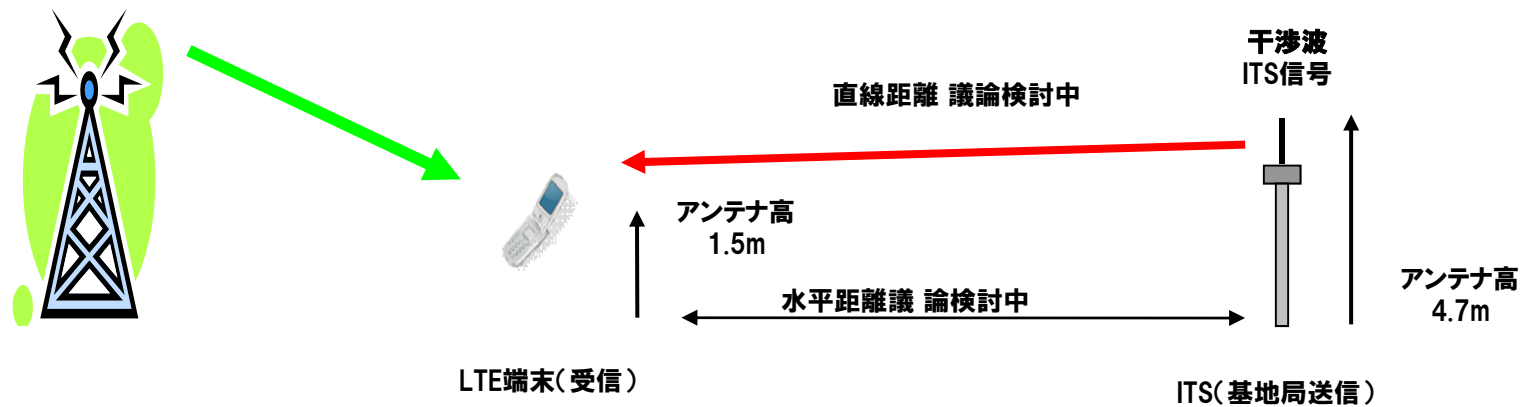 干渉波
ITS信号
直線距離 議論検討中
アンテナ高
1.5m
アンテナ高
4.7m
水平距離議 論検討中
LTE端末(受信)
ITS(基地局送信)